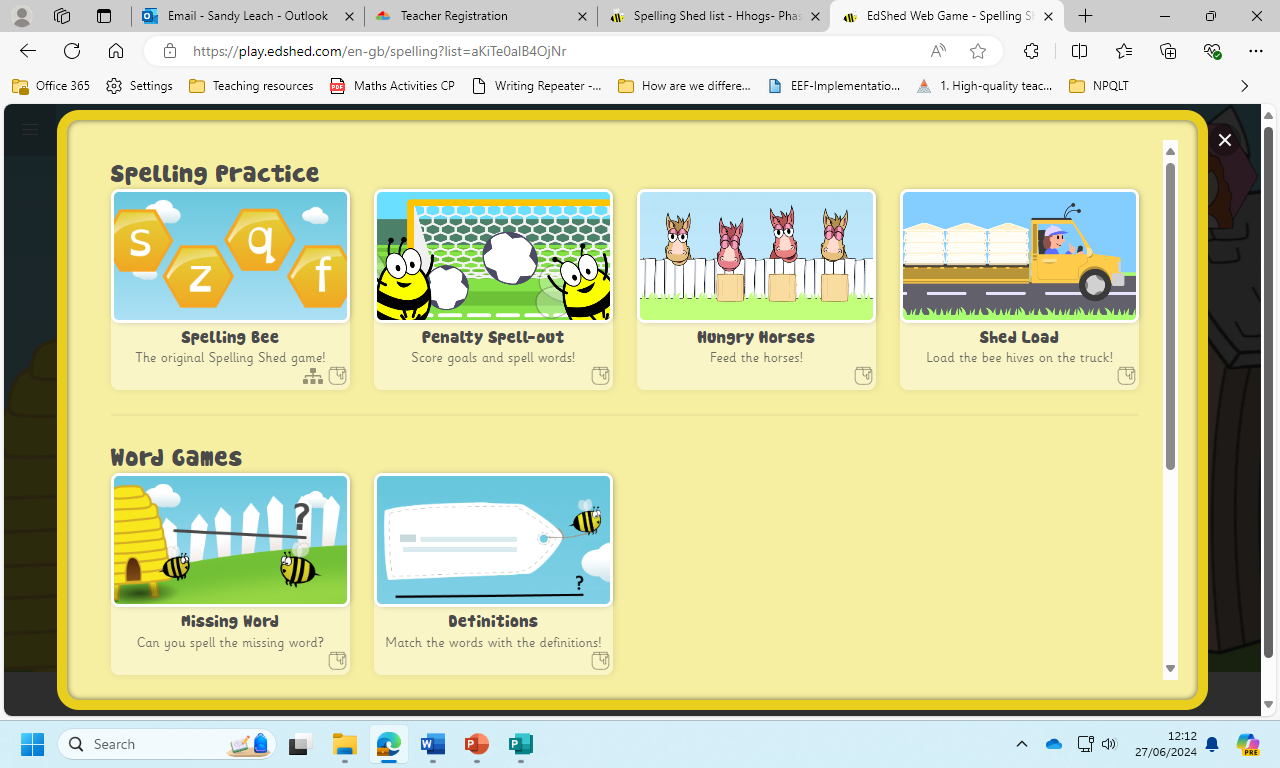 Email - Sandy Leach - Outlook
Teacher Registration
Spelling Shed list - Hhogs- Phas
EdShed Web Game - Spelling Sh
https://play.edshed.com/en-gb/spelling?list=aKiTe0aIB4OjNr
Office 365
Settings
Teaching resources
Maths Activities CP
Writing Repeater -...
How are we differe...
EEF-Implementatio...
1. High-quality teac...
NPQLT
Spelling Practice
s z q f
Spelling Bee
The original Spelling Shed game!
Penalty Spell-out
Score goals and spell words!
Hungry Horses
Feed the horses!
Shed Load
Load the bee hives on the truck!
Word Games
?
Missing Word
Can you spell the missing word?
?
Definitions
Match the words with the definitions!
Search
12:12
27/06/2024
PRE